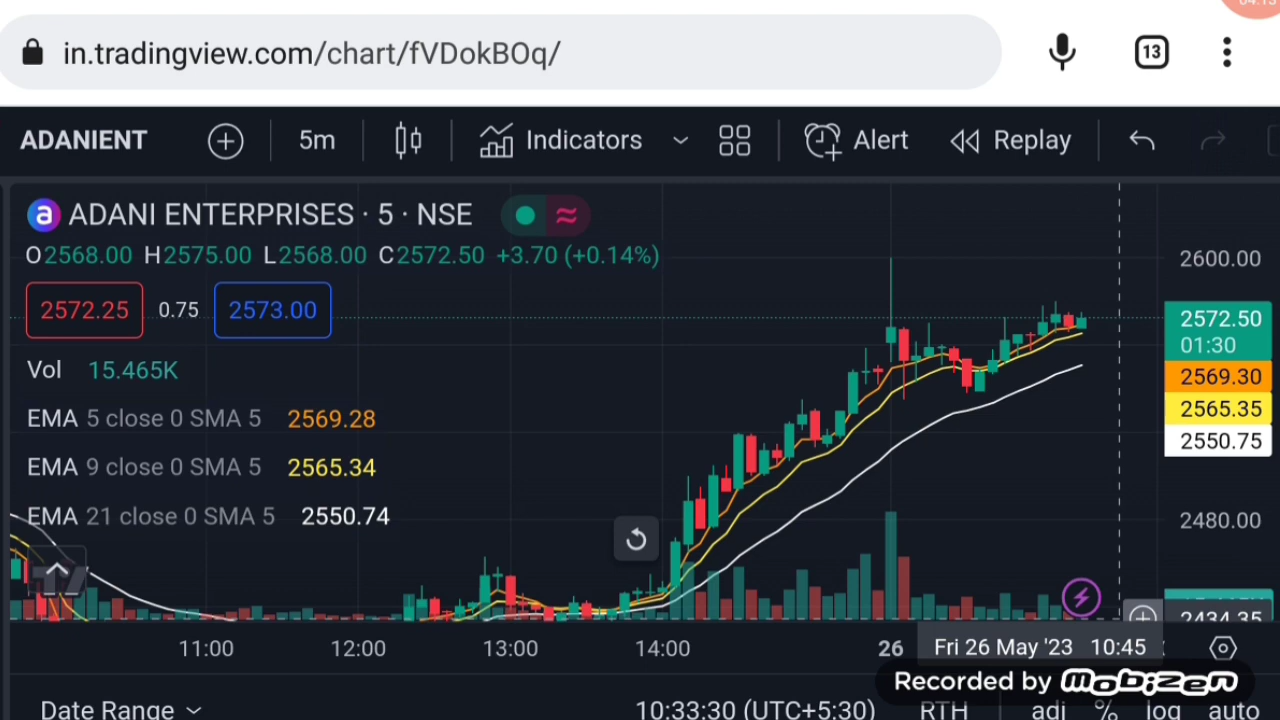 04:13
in.tradingview.com/chart/fVDokBOq/
13
ADANIENT 5m Indicators Alert Replay
a ADANI ENTERPRISES · 5 · NSE
O2568.00 H2575.00 L2568.00 C2572.50 +3.70 (+0.14%)
2600.00
2572.25 0.75 2573.00
2572.50
01:30
Vol 15.465K
2569.30
EMA 5 close 0 SMA 5 2569.28
2565.35
2550.75
EMA 9 close 0 SMA 5 2565.34
EMA 21 close 0 SMA 5 2550.74
2480.00
2434.35
11:00 12:00 13:00 14:00 26 Fri 26 May '23 10:45
Recorded by mobizen
Date Range 10:33:30 (UTC+5:30) RTH adj % log auto